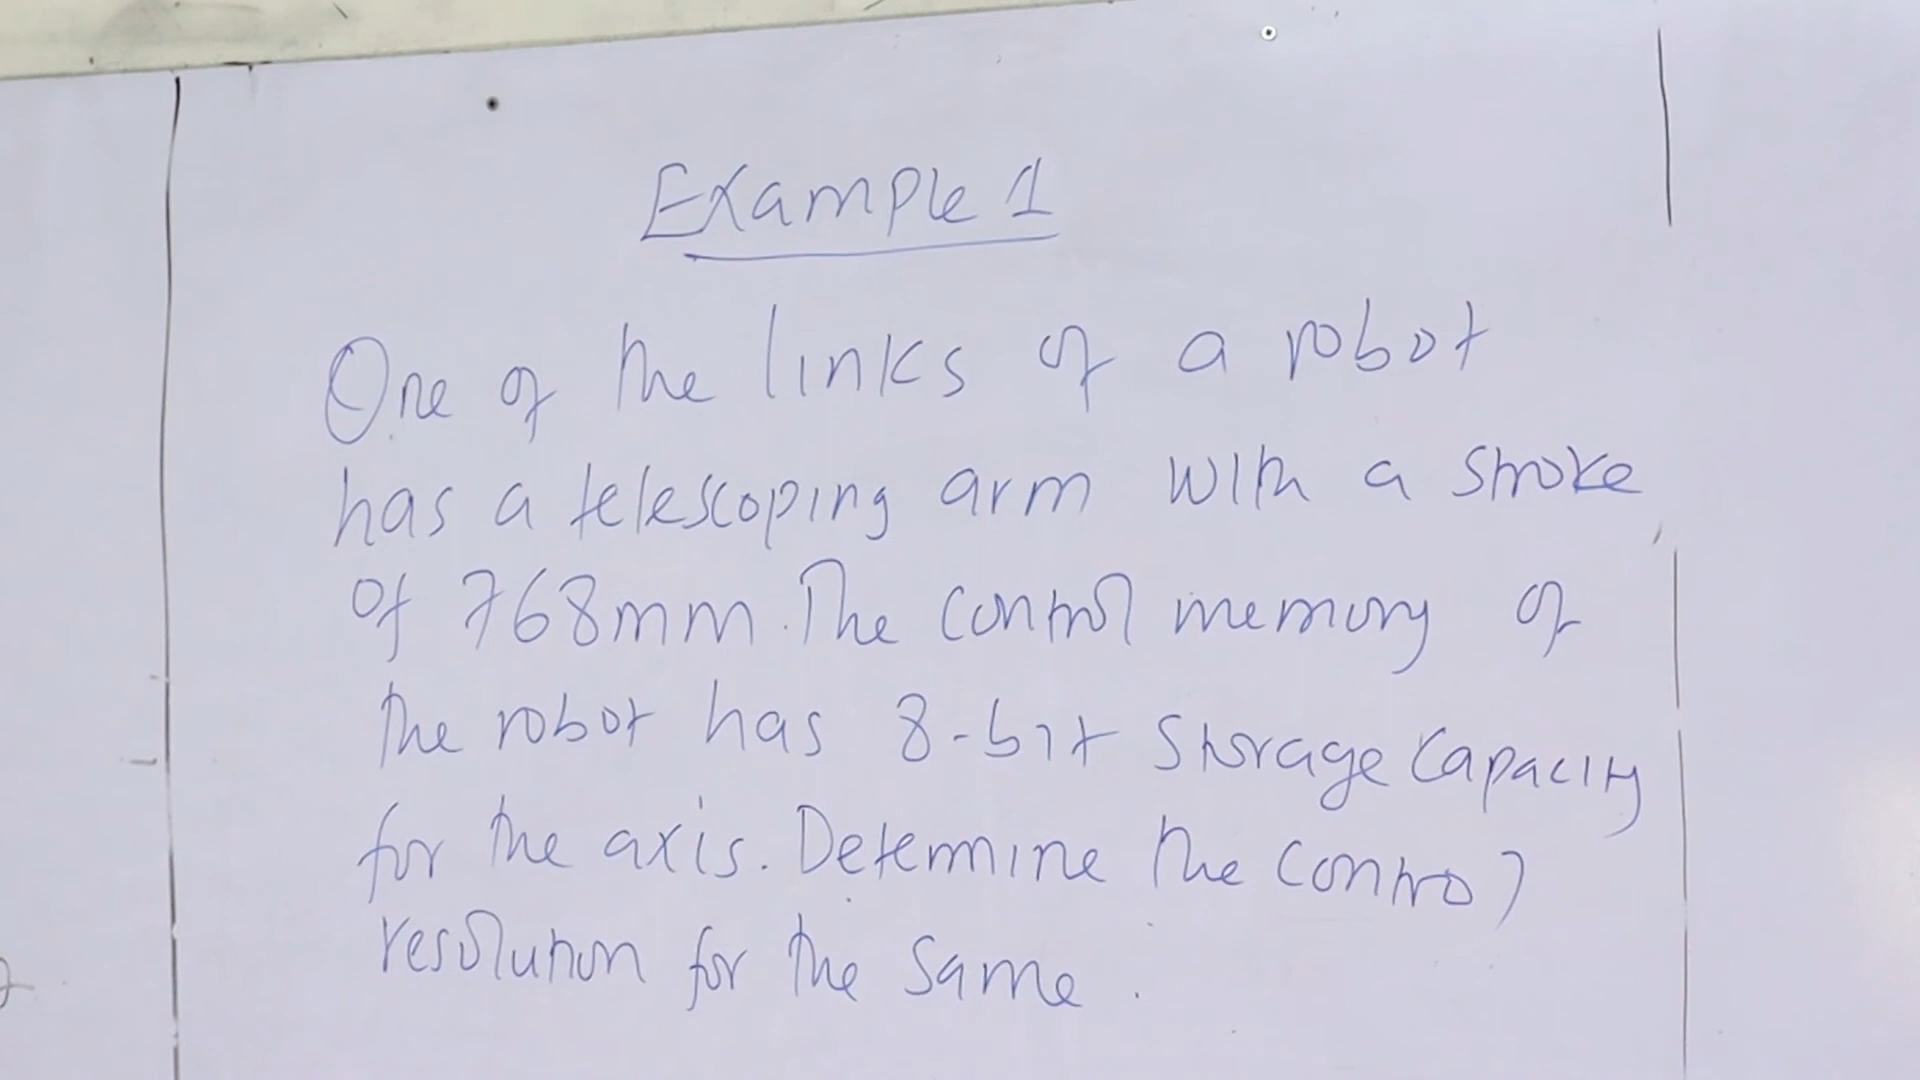 Example 1
One of the links of a robot
has a telescoping arm with a stroke
of 768mm. The control memory of
the robot has 8-bit storage capacity
for the axis. Determine the control
resolution for the same.